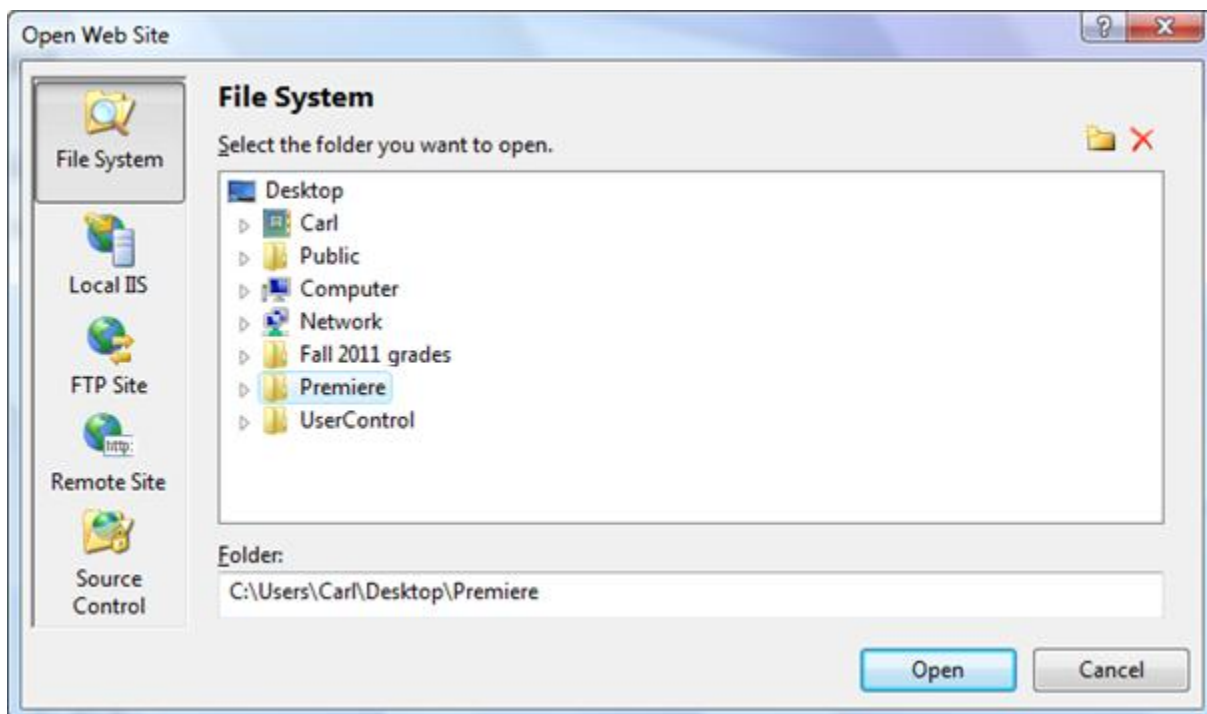 Open Web Site
File System
Local IIS
FTP Site
http:
Remote Site
Source
Control
File System
Select the folder you want to open.
Desktop
Carl
Public
Computer
Network
Fall 2011 grades
Premiere
UserControl
Folder:
C:\Users\Carl\Desktop\Premiere
Open
Cancel